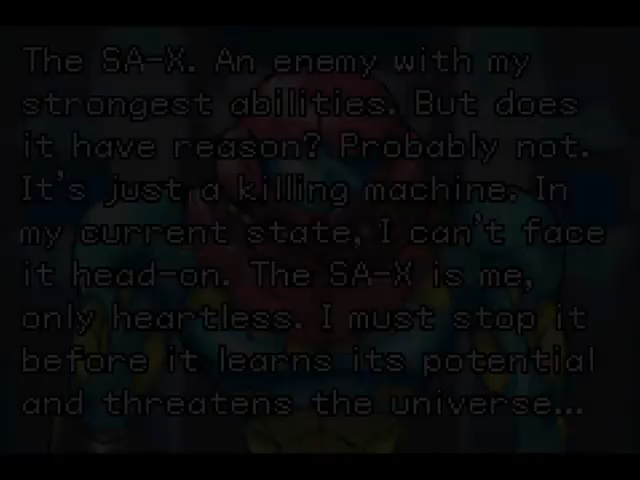 The SA-X. An enemy with my
strongest abilities. But does
it have reason? Probably not.
It's just a killing machine. In
my current state, I can't face
it head-on. The SA-X is me,
only heartless. I must stop it
before it learns its potential
and threatens the universe...